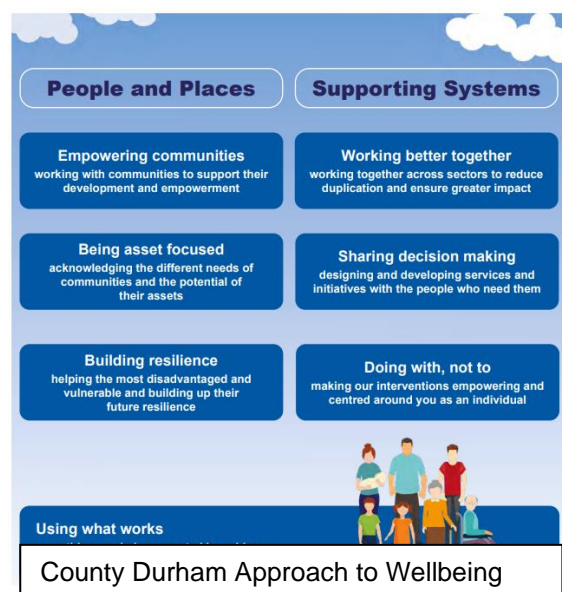 People and Places
Empowering communities
working with communities to support their
development and empowerment
Being asset focused
acknowledging the different needs of
communities and the potential of
their assets
Building resilience
helping the most disadvantaged and
vulnerable and building up their
future resilience
Supporting Systems
Working better together
working together across sectors to reduce
duplication and ensure greater impact
Sharing decision making
designing and developing services and
initiatives with the people who need them
Doing with, not to
making our interventions empowering and
centred around you as an individual
Using what works
County Durham Approach to Wellbeing